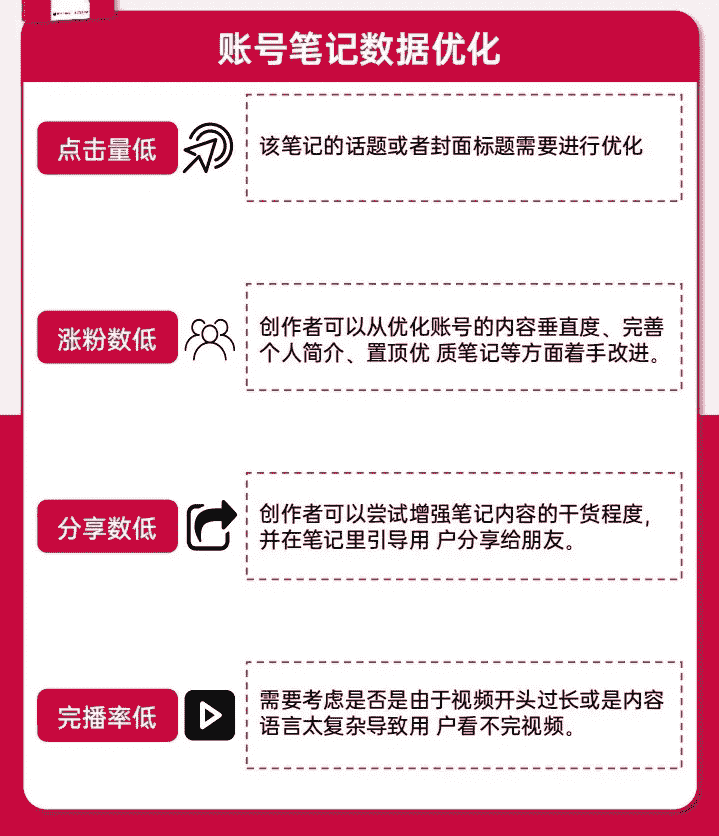 账号笔记数据优化
点击量低
该笔记的话题或者封面标题需要进行优化
涨粉数低
创作者可以从优化账号的内容垂直度、完善
个人简介、置顶优 质笔记等方面着手改进。
分享数低
创作者可以尝试增强笔记内容的干货程度,
并在笔记里引导用 户分享给朋友。
完播率低
需要考虑是否是由于视频开头过长或是内容
语言太复杂导致用 户看不完视频。